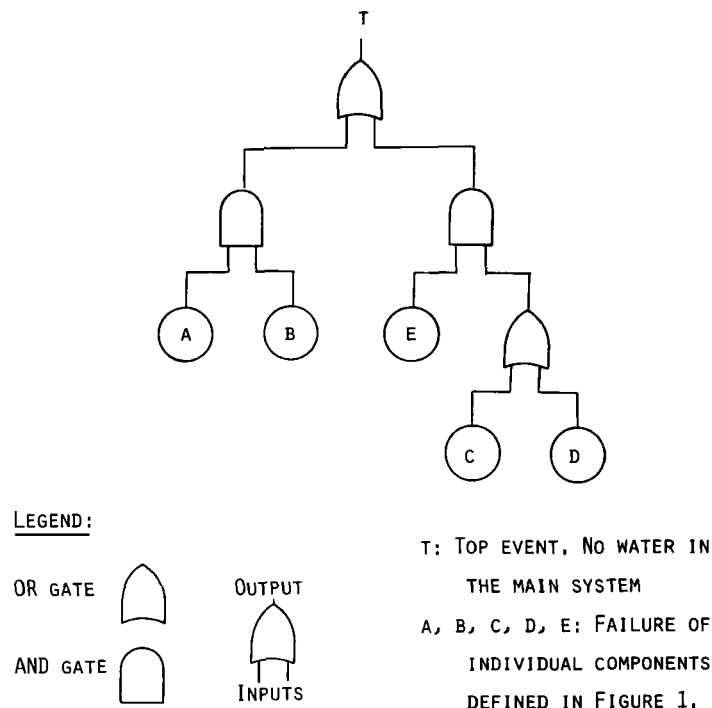 T
A
B
E
C
D
LEGEND:
OR GATE
AND GATE
OUTPUT
INPUTS
T: TOP EVENT, NO WATER IN
THE MAIN SYSTEM
A, B, C, D, E: FAILURE OF
INDIVIDUAL COMPONENTS
DEFINED IN FIGURE 1.